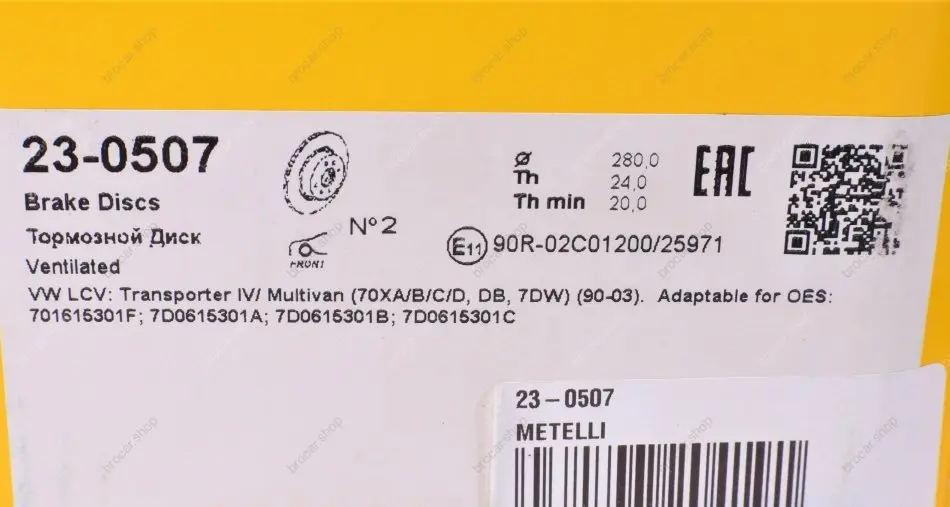 23-0507
Brake Discs
Тормозной Диск
Ventilated
FRONT
N°2
Ø 280,0
Th 24,0
Th min 20,0
EAC
E11 90R-02C01200/25971
VW LCV: Transporter IV/ Multivan (70XA/B/C/D, DB, 7DW) (90-03). Adaptable for OES:
701615301F; 7D0615301A; 7D0615301B; 7D0615301C
23-0507
METELLI
brocar.shop